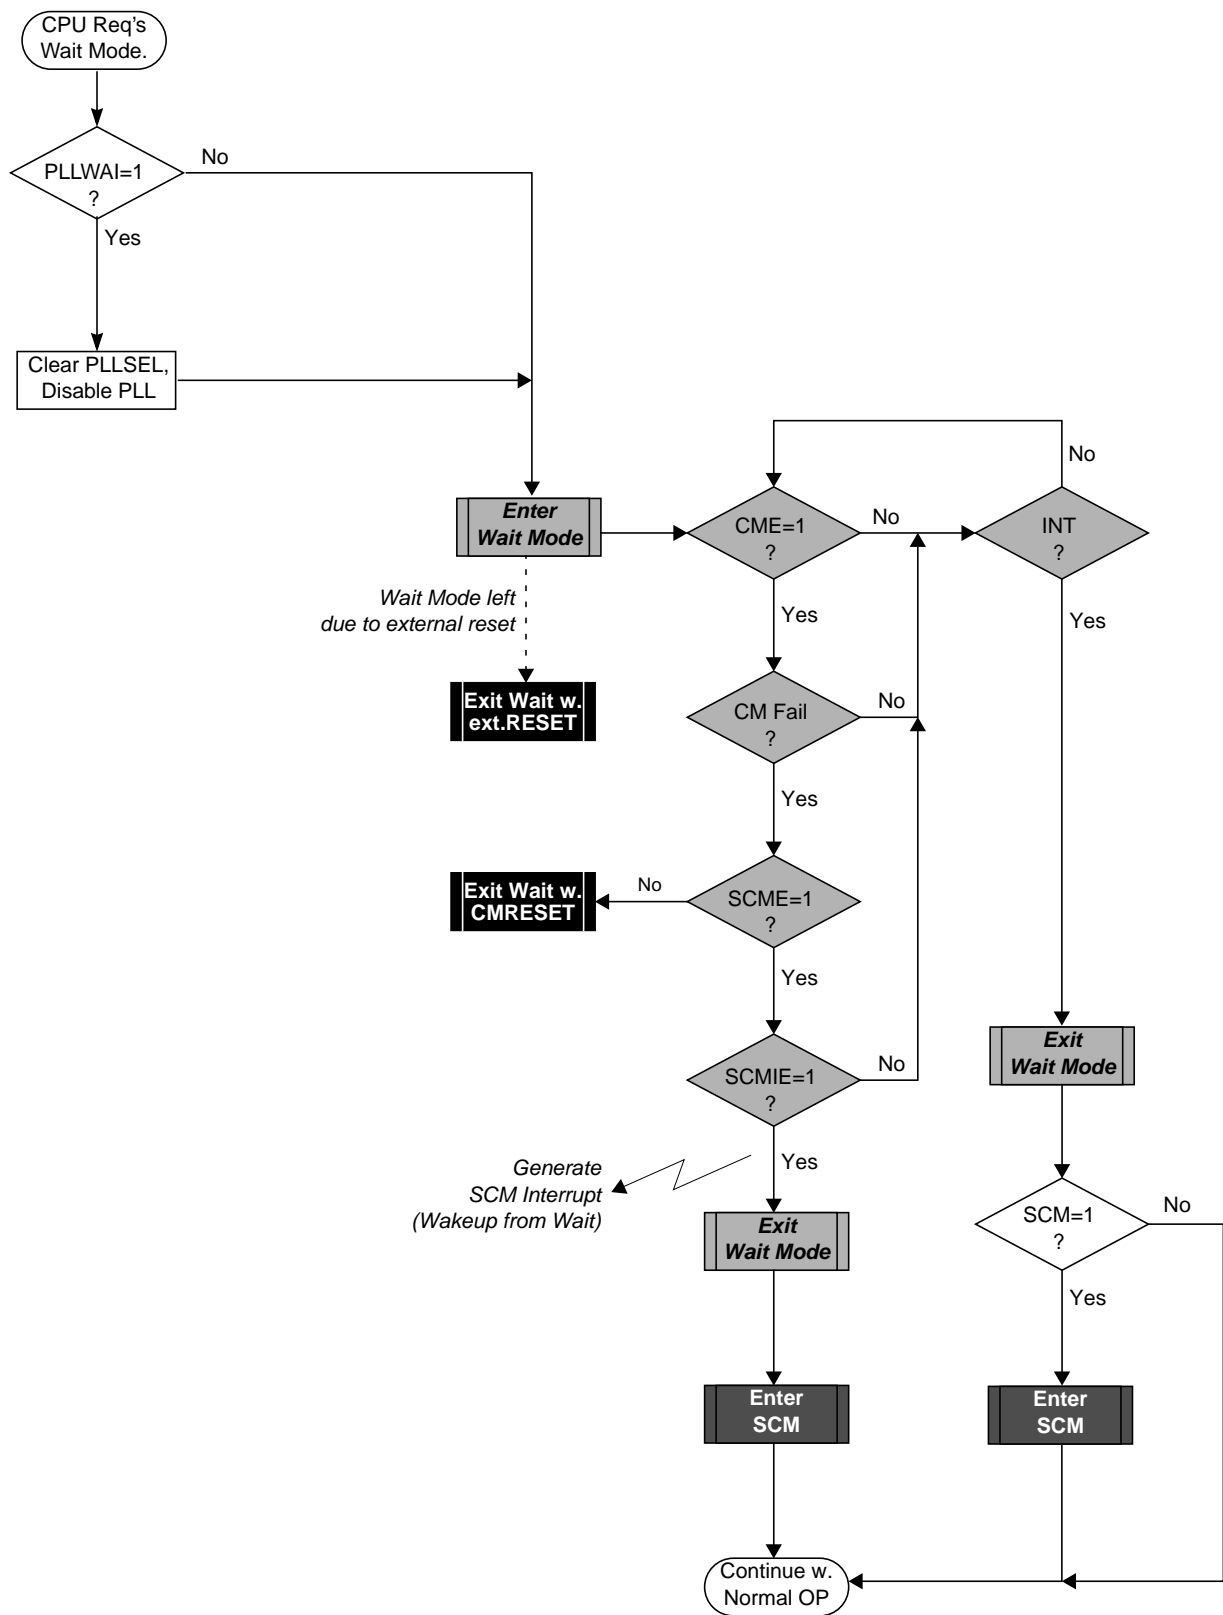 CPU Req's
Wait Mode.
PLLWAI=1
?
No
Yes
Clear PLLSEL,
Disable PLL
No
Enter
Wait Mode
CME=1
?
No
INT
?
Wait Mode left
due to external reset
Yes
Yes
Exit Wait w.
ext.RESET
CM Fail
?
No
Yes
Exit Wait w.
CMRESET
No
SCME=1
?
Yes
Exit
Wait Mode
SCMIE=1
?
No
Generate
SCM Interrupt
(Wakeup from Wait)
Yes
Exit
Wait Mode
SCM=1
?
No
Yes
Enter
SCM
Enter
SCM
Continue w.
Normal OP